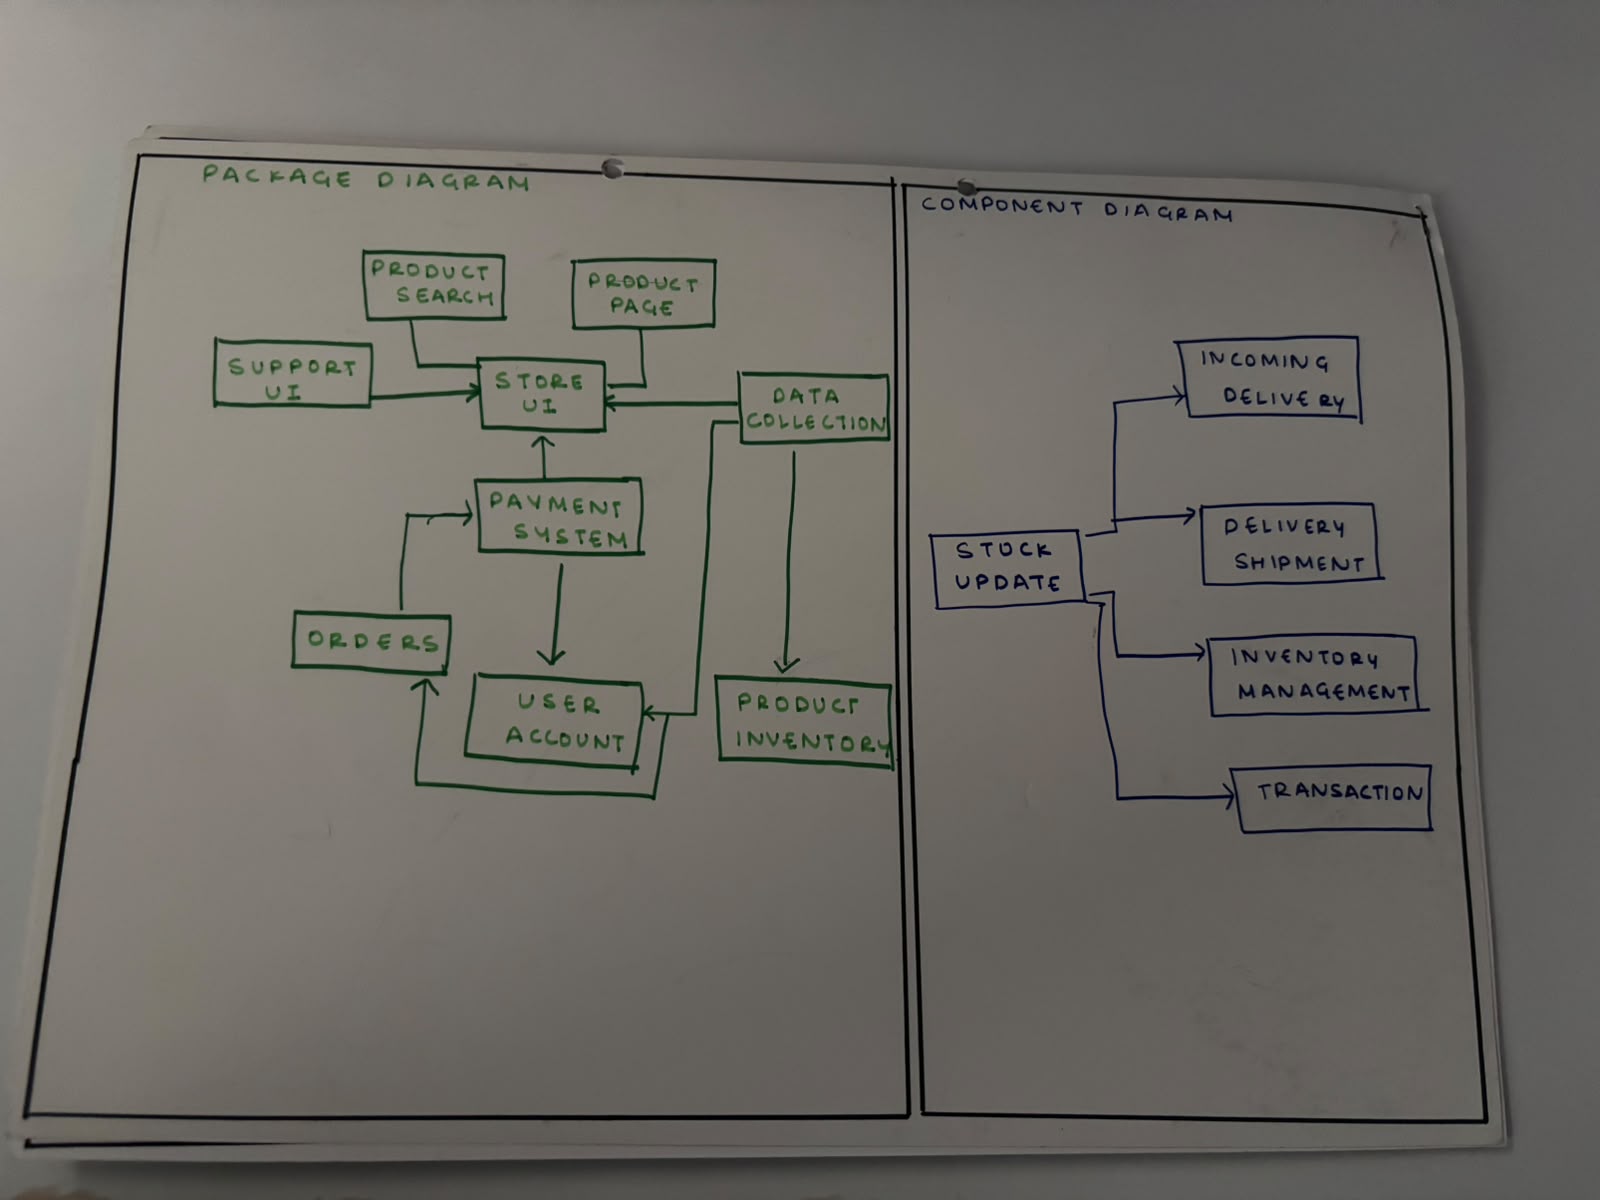 PACKAGE DIAGRAM
PRODUCT
SEARCH
PRODUCT
PAGE
SUPPORT
UI
STORE
UI
DATA
COLLECTION
PAYMENT
SYSTEM
ORDERS
USER
ACCOUNT
PRODUCT
INVENTORY
COMPONENT DIAGRAM
INCOMING
DELIVERY
STOCK
UPDATE
DELIVERY
SHIPMENT
INVENTORY
MANAGEMENT
TRANSACTION